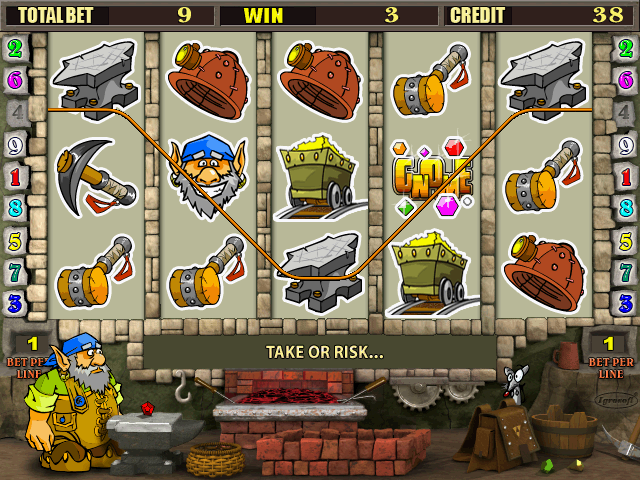 TOTAL BET 9 WIN 3 CREDIT 38
2 2
6 6
4 4
9 9
1 GNOME 1
8 8
5 5
7 7
3 3
1 1
BET PER LINE BET PER LINE
TAKE OR RISK...
Igrosoft